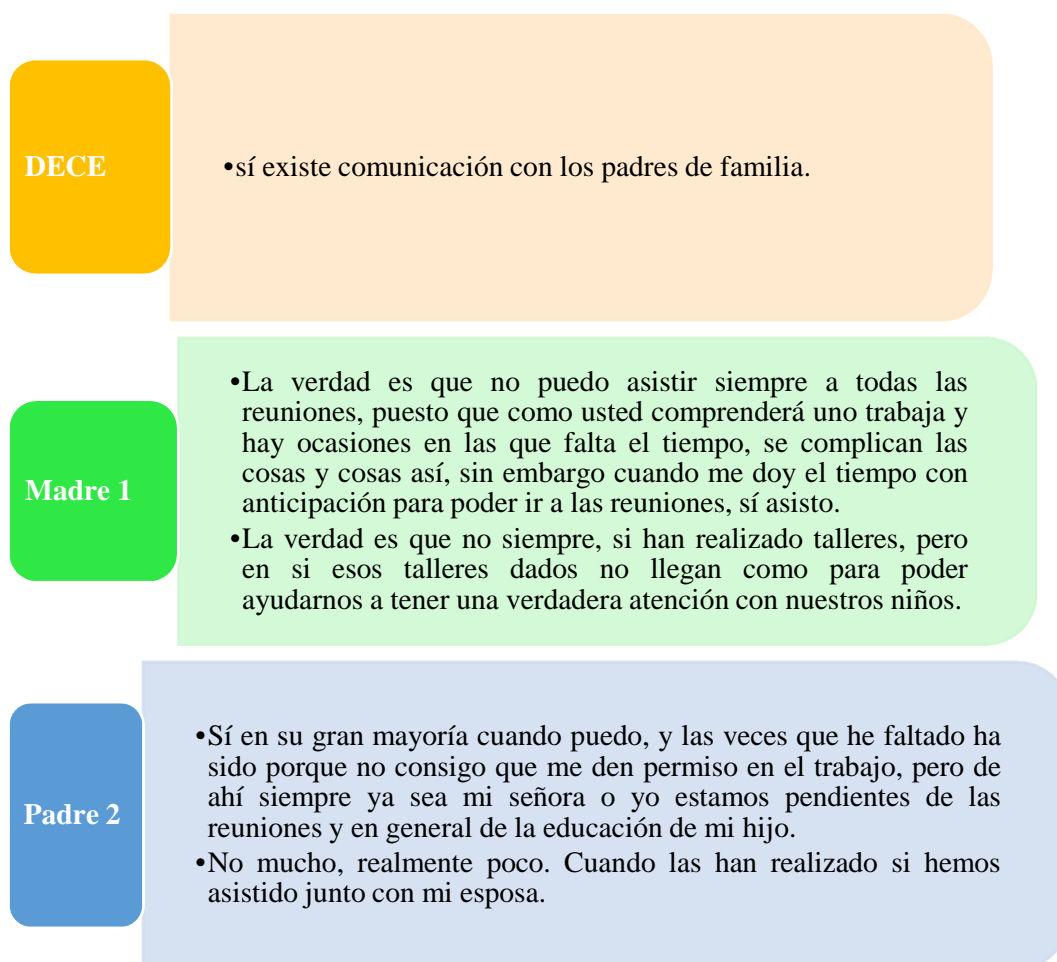 DECE
•sí existe comunicación con los padres de familia.
Madre 1
•La verdad es que no puedo asistir siempre a todas las
reuniones, puesto que como usted comprenderá uno trabaja y
hay ocasiones en las que falta el tiempo, se complican las
cosas y cosas así, sin embargo cuando me doy el tiempo con
anticipación para poder ir a las reuniones, sí asisto.
•La verdad es que no siempre, si han realizado talleres, pero
en si esos talleres dados no llegan como para poder
ayudarnos a tener una verdadera atención con nuestros niños.
Padre 2
•Sí en su gran mayoría cuando puedo, y las veces que he faltado ha
sido porque no consigo que me den permiso en el trabajo, pero de
ahí siempre ya sea mi señora o yo estamos pendientes de las
reuniones y en general de la educación de mi hijo.
•No mucho, realmente poco. Cuando las han realizado si hemos
asistido junto con mi esposa.